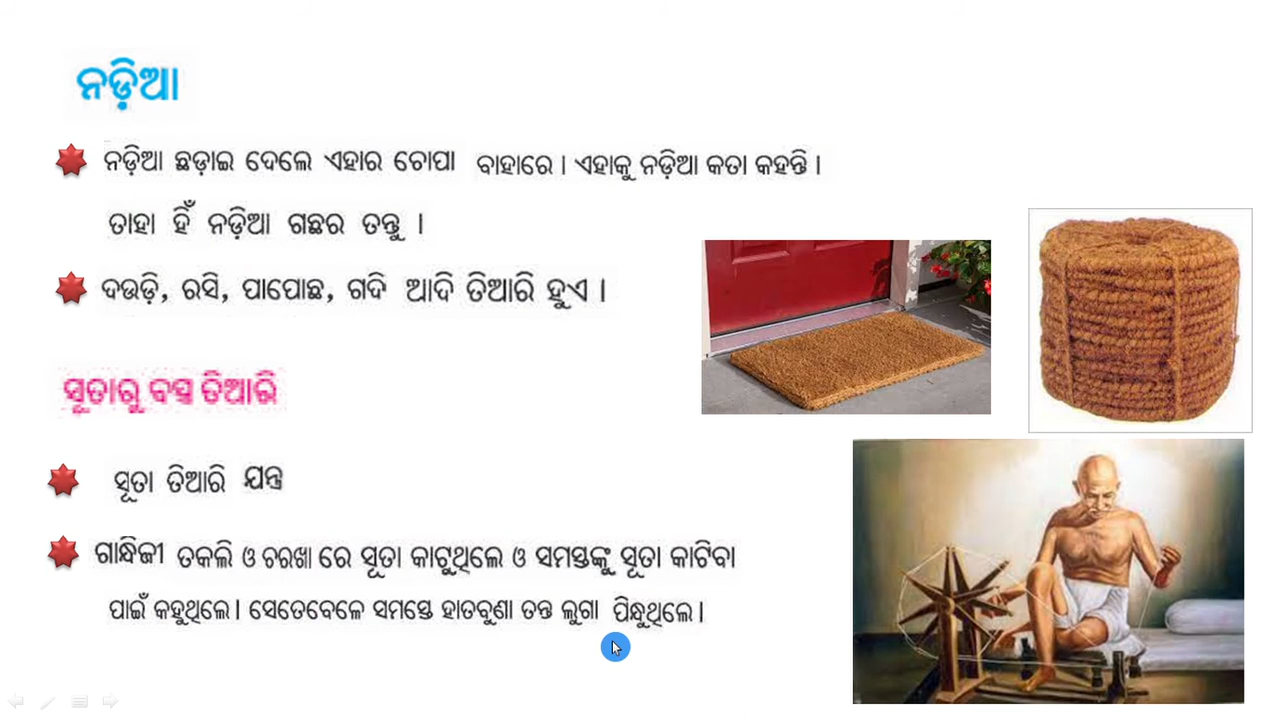 ନଡ଼ିଆ
ନଡ଼ିଆ ଛଡ଼ାଇ ଦେଲେ ଏହାର ଚୋପା ବାହାରେ । ଏହାକୁ ନଡ଼ିଆ କତା କହନ୍ତି ।
ତାହା ହିଁ ନଡ଼ିଆ ଗଛର ତନ୍ତୁ ।
ଦଉଡ଼ି, ରସି, ପାପୋଛ, ଗଦି ଆଦି ତିଆରି ହୁଏ ।
ସୂତାରୁ ବସ୍ତ୍ର ତିଆରି
ସୂତା ତିଆରି ଯନ୍ତ୍ର
ଗାନ୍ଧିଜୀ ତକଲି ଓ ଚରଖା ରେ ସୂତା କାଟୁଥିଲେ ଓ ସମସ୍ତଙ୍କୁ ସୂତା କାଟିବା
ପାଇଁ କହୁଥିଲେ। ସେତେବେଳେ ସମସ୍ତେ ହାତବୁଣା ତନ୍ତ ଲୁଗା ପିନ୍ଧୁଥିଲେ।